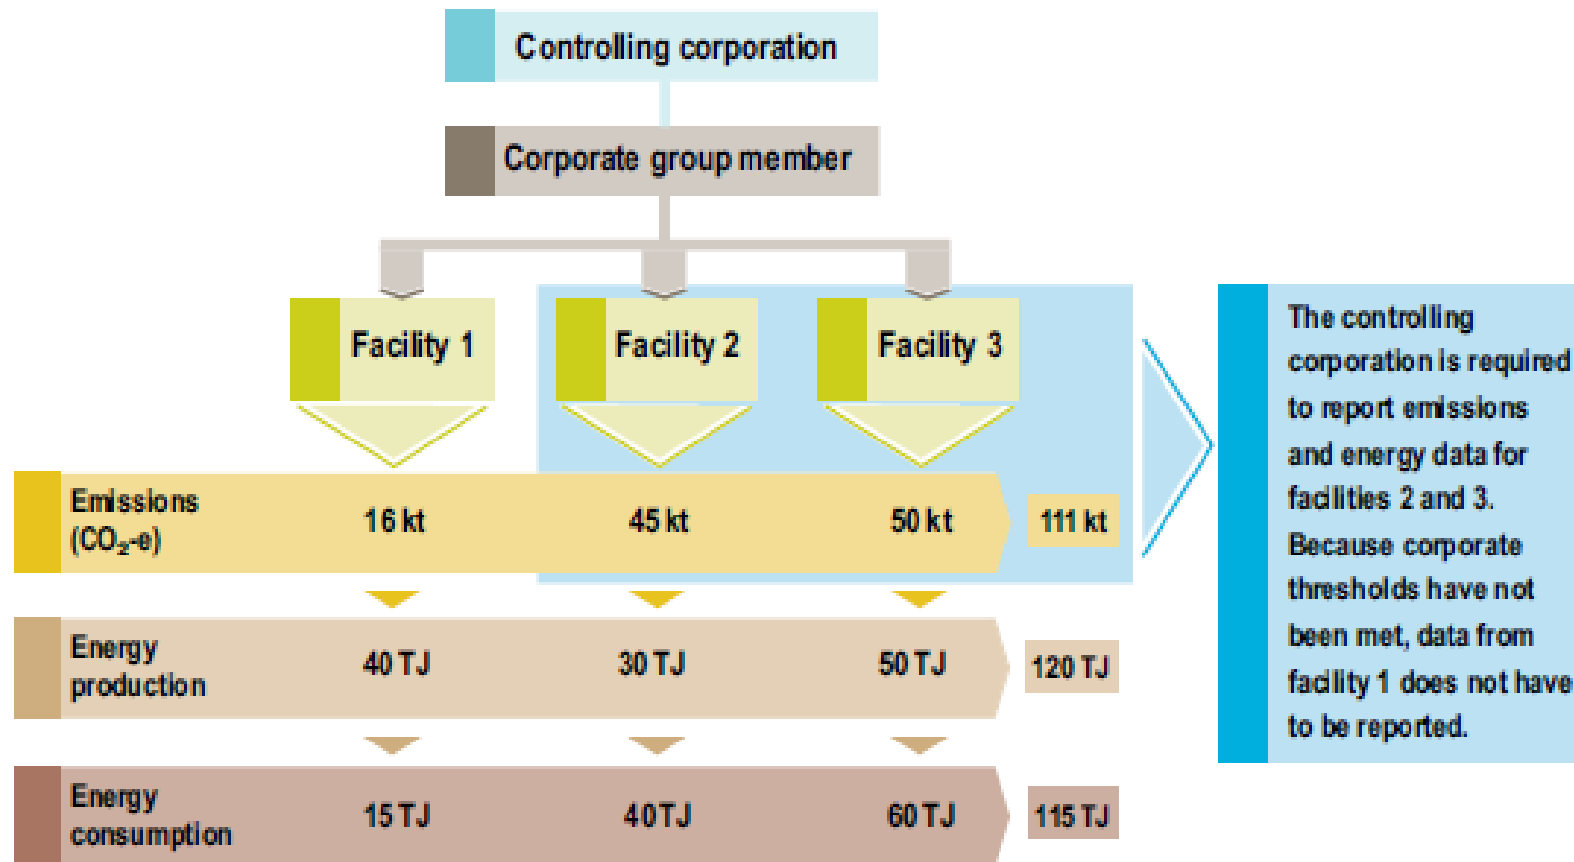 Controlling corporation
Corporate group member
Facility 1
Facility 2
Facility 3
Emissions
(CO₂-e)
16 kt
45 kt
50 kt
111 kt
Energy
production
40 TJ
30 TJ
50 TJ
120 TJ
Energy
consumption
15 TJ
40TJ
60 TJ
115 TJ
The controlling
corporation is required
to report emissions
and energy data for
facilities 2 and 3.
Because corporate
thresholds have not
been met, data from
facility 1 does not have
to be reported.